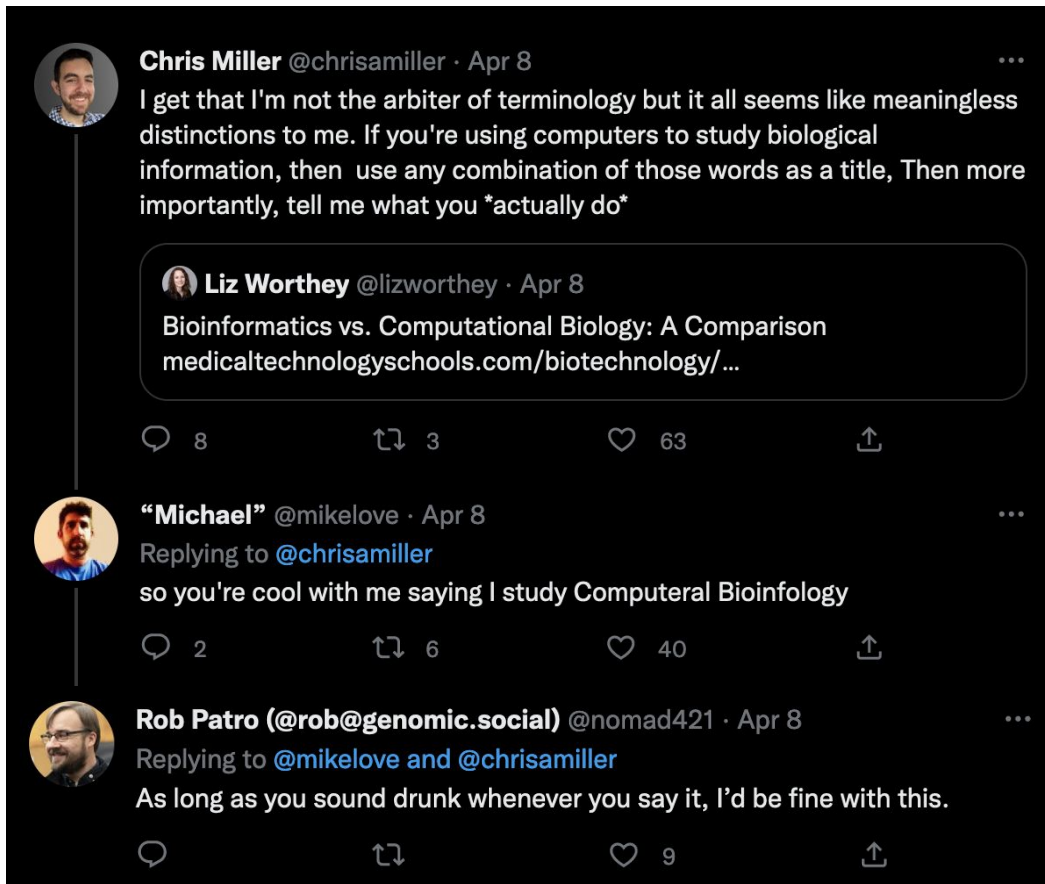 Chris Miller @chrisamiller · Apr 8
I get that I'm not the arbiter of terminology but it all seems like meaningless
distinctions to me. If you're using computers to study biological
information, then  use any combination of those words as a title, Then more
importantly, tell me what you *actually do*
Liz Worthey @lizworthey · Apr 8
Bioinformatics vs. Computational Biology: A Comparison
medicaltechnologyschools.com/biotechnology/...
8 3 63
“Michael” @mikelove · Apr 8
Replying to @chrisamiller
so you're cool with me saying I study Computeral Bioinfology
2 6 40
Rob Patro (@rob@genomic.social) @nomad421 · Apr 8
Replying to @mikelove and @chrisamiller
As long as you sound drunk whenever you say it, I’d be fine with this.
9